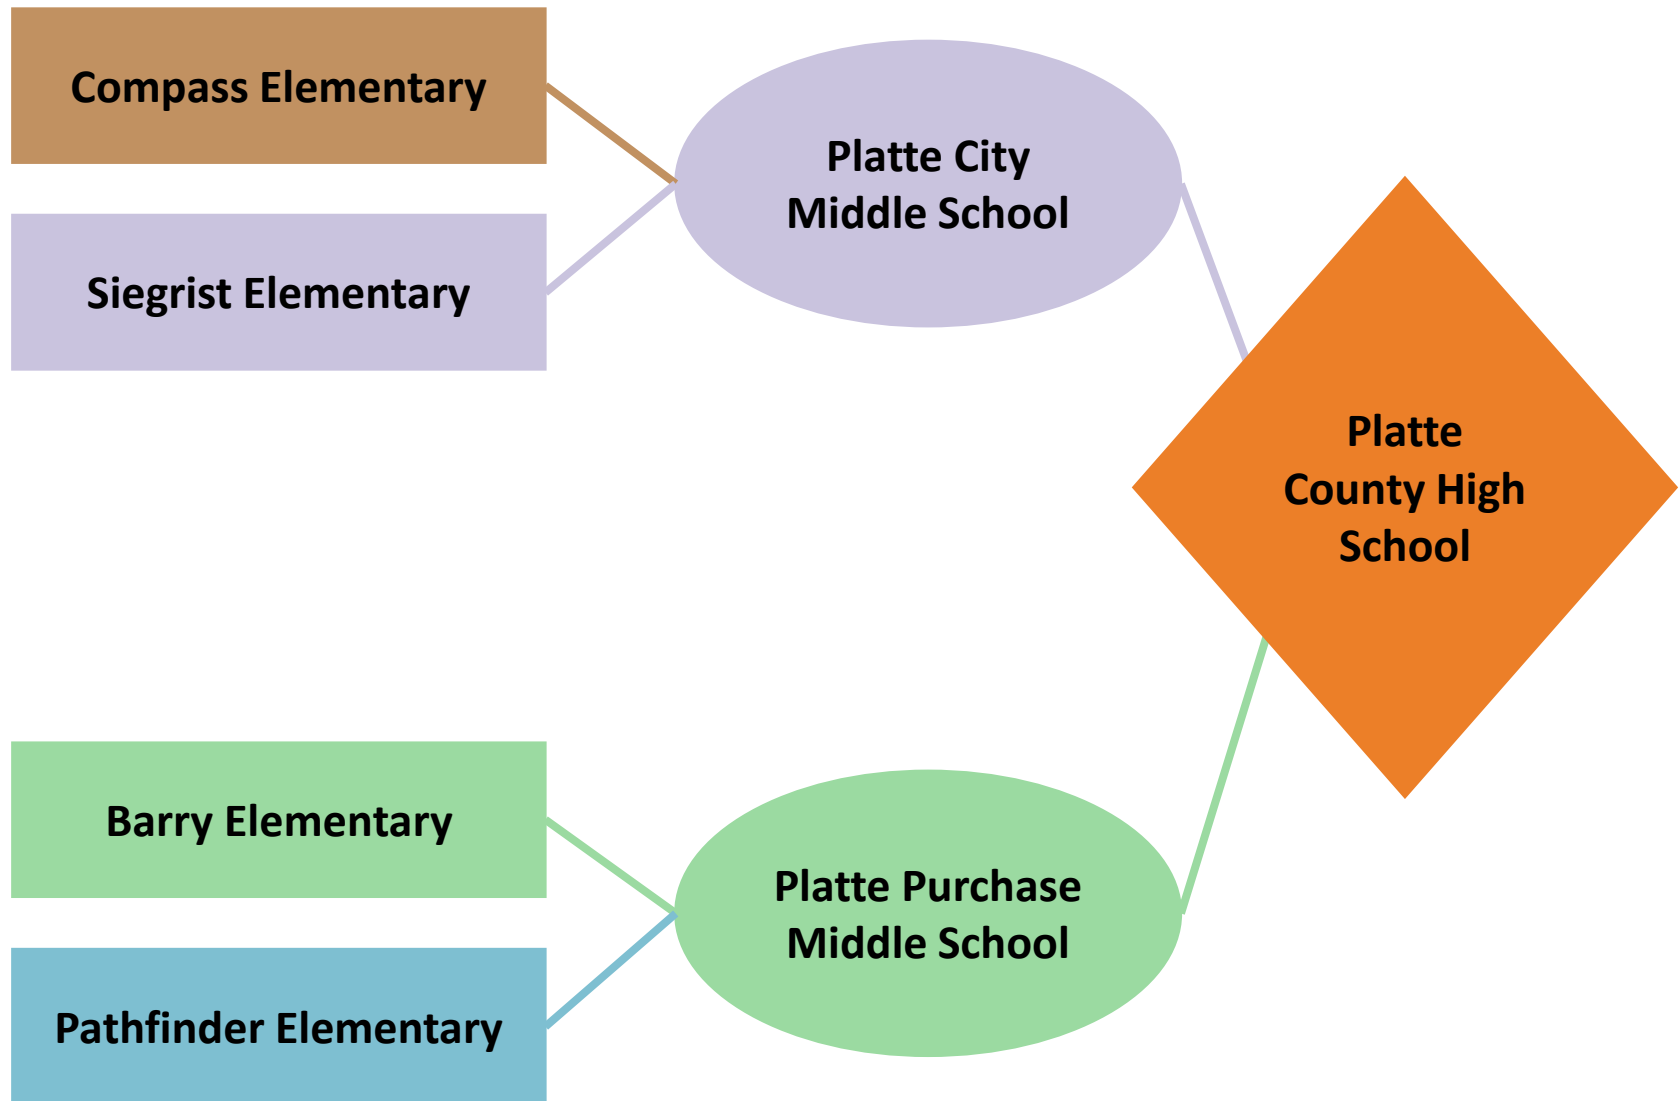 Compass Elementary
Siegrist Elementary
Platte City
Middle School
Platte
County High
School
Barry Elementary
Pathfinder Elementary
Platte Purchase
Middle School